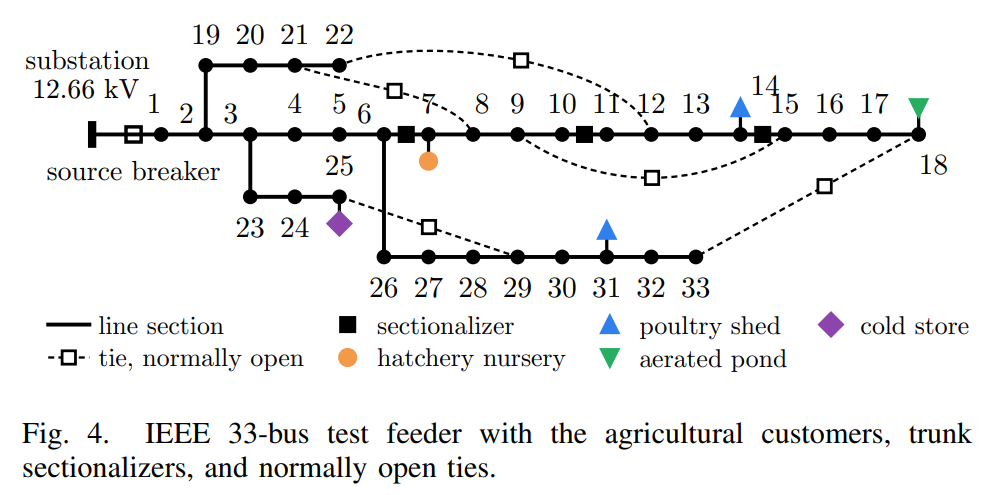 19 20 21 22
substation
12.66 kV
1 2 3 4 5 6 7 8 9 10 11 12 13 14 15 16 17
source breaker
25
18
23 24
26 27 28 29 30 31 32 33
line section
sectionalizer
poultry shed
cold store
tie, normally open
hatchery nursery
aerated pond
Fig. 4. IEEE 33-bus test feeder with the agricultural customers, trunk
sectionalizers, and normally open ties.